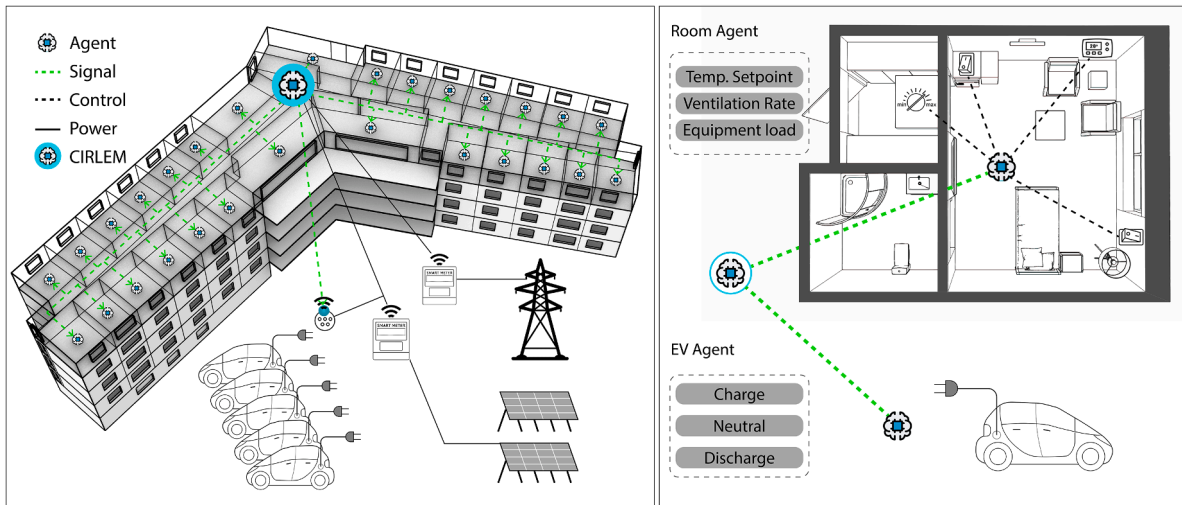 Agent
Signal
Control
Power
CIRLEM
SMART METER
SMART METER
Room Agent
Temp. Setpoint
Ventilation Rate
Equipment load
min
max
EV Agent
Charge
Neutral
Discharge